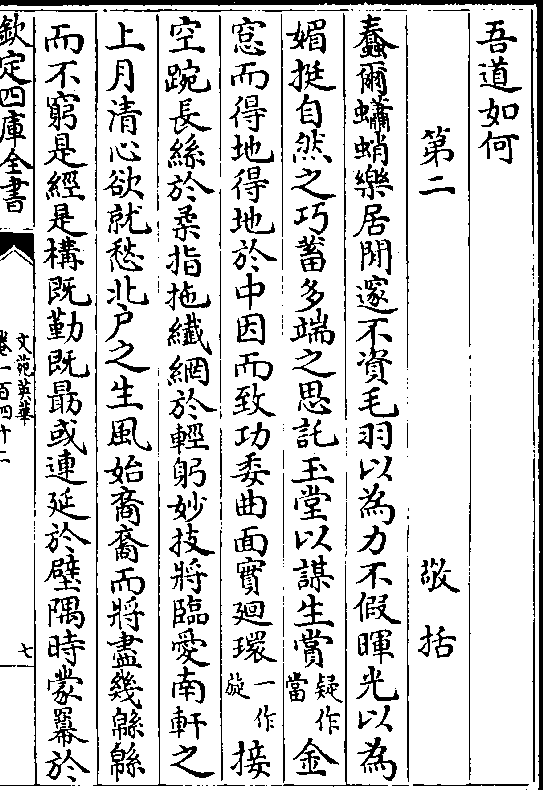 吾道如何
第二 敬括
蠢爾蠨蛸樂居閒邃不資毛羽以為力不假暉光以為
媚挺自然之巧蓄多端之思託玉堂以謀生賞疑作當金
窓而得地得地於中因而致功委曲面實廻環一作旋接
空踠長絲於柔指拖纖網於輕躬妙技將臨愛南軒之
上月清心欲就愁北户之生風始裔裔而將盡幾緜緜
而不窮是經是構既勤既勗或連延於壁隅時蒙羃於
欽定四庫全書
文苑英華
卷一百四十二
七